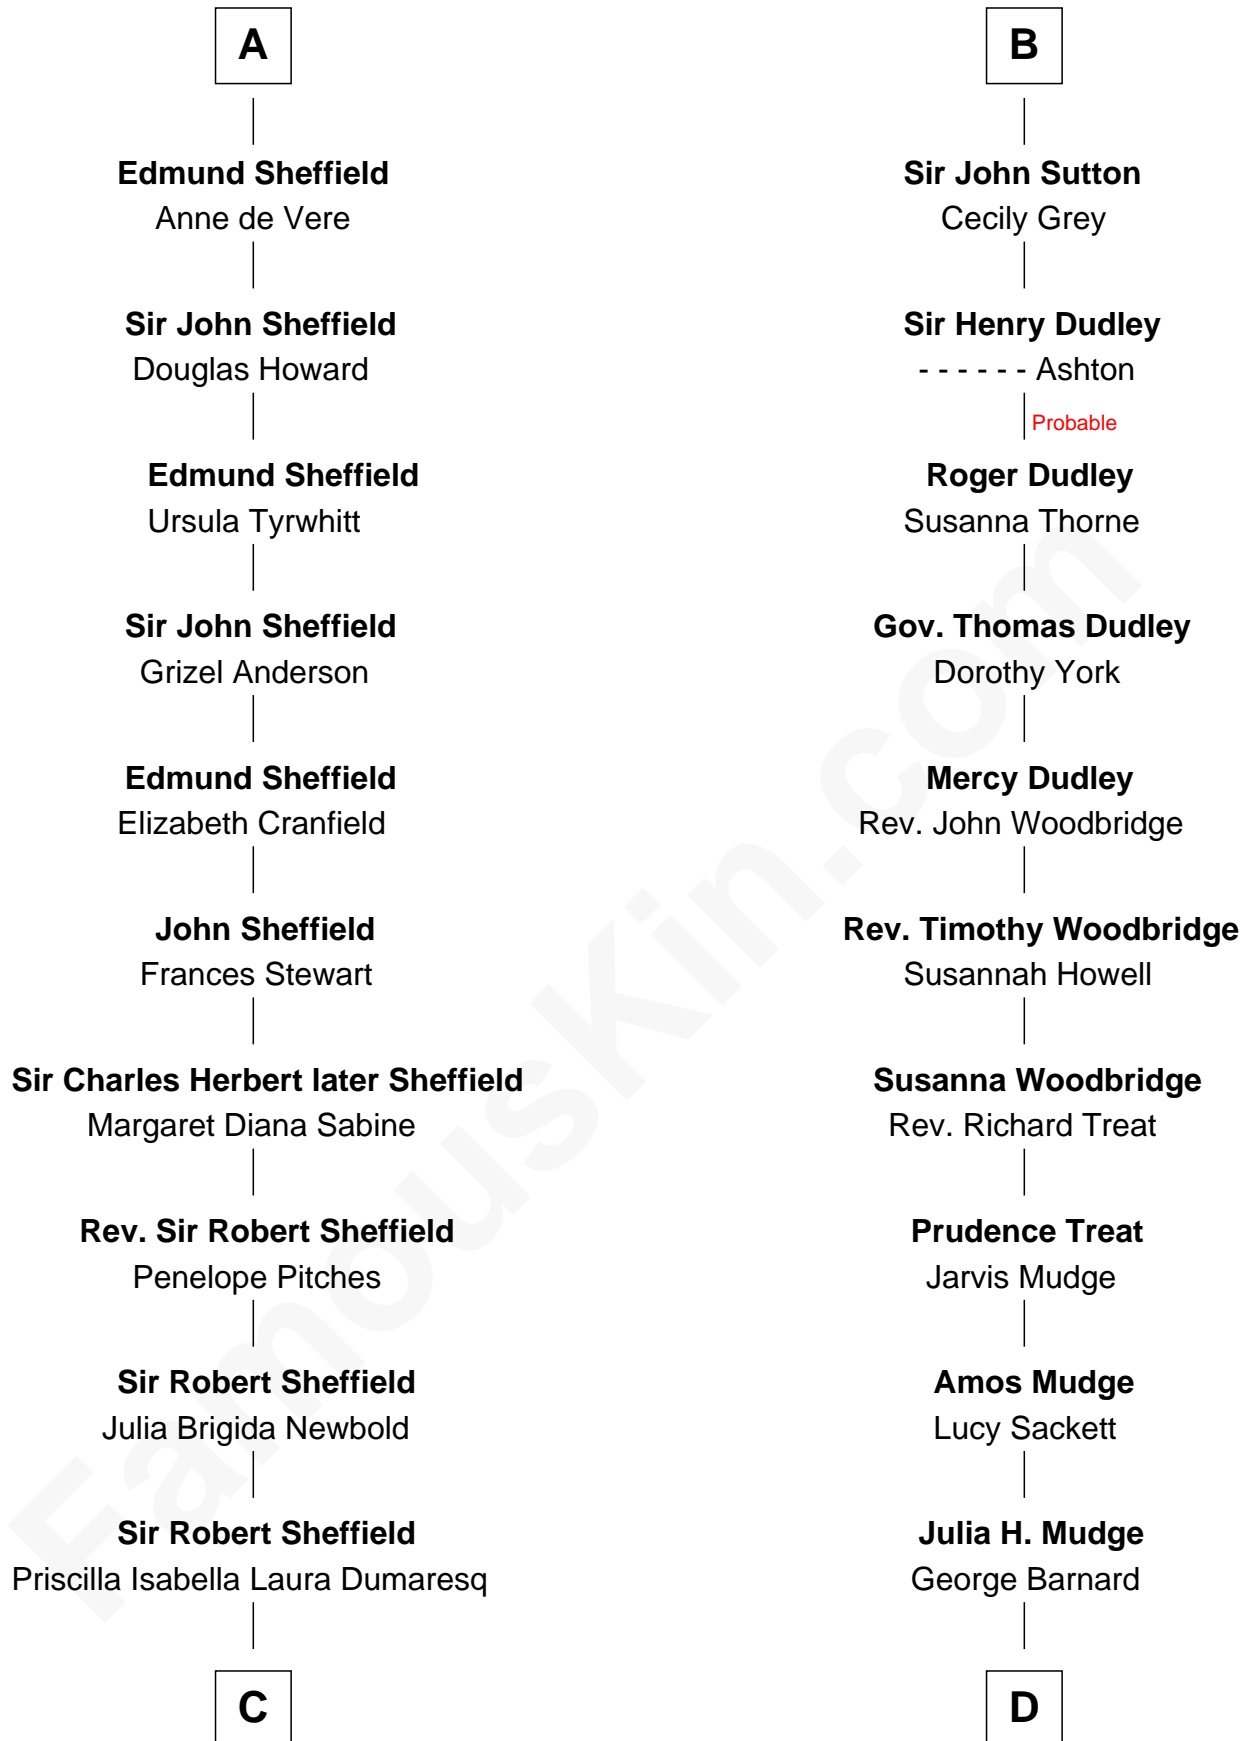 A
Edmund Sheffield
Anne de Vere
Sir John Sheffield
Douglas Howard
Edmund Sheffield
Ursula Tyrwhitt
Sir John Sheffield
Grizel Anderson
Edmund Sheffield
Elizabeth Cranfield
John Sheffield
Frances Stewart
Sir Charles Herbert later Sheffield
Margaret Diana Sabine
Rev. Sir Robert Sheffield
Penelope Pitches
Sir Robert Sheffield
Julia Brigida Newbold
Sir Robert Sheffield
Priscilla Isabella Laura Dumaresq
C
B
Sir John Sutton
Cecily Grey
Sir Henry Dudley
- - - - - - Ashton
Probable
Roger Dudley
Susanna Thorne
Gov. Thomas Dudley
Dorothy York
Mercy Dudley
Rev. John Woodbridge
Rev. Timothy Woodbridge
Susannah Howell
Susanna Woodbridge
Rev. Richard Treat
Prudence Treat
Jarvis Mudge
Amos Mudge
Lucy Sackett
Julia H. Mudge
George Barnard
D
FamousKin.com